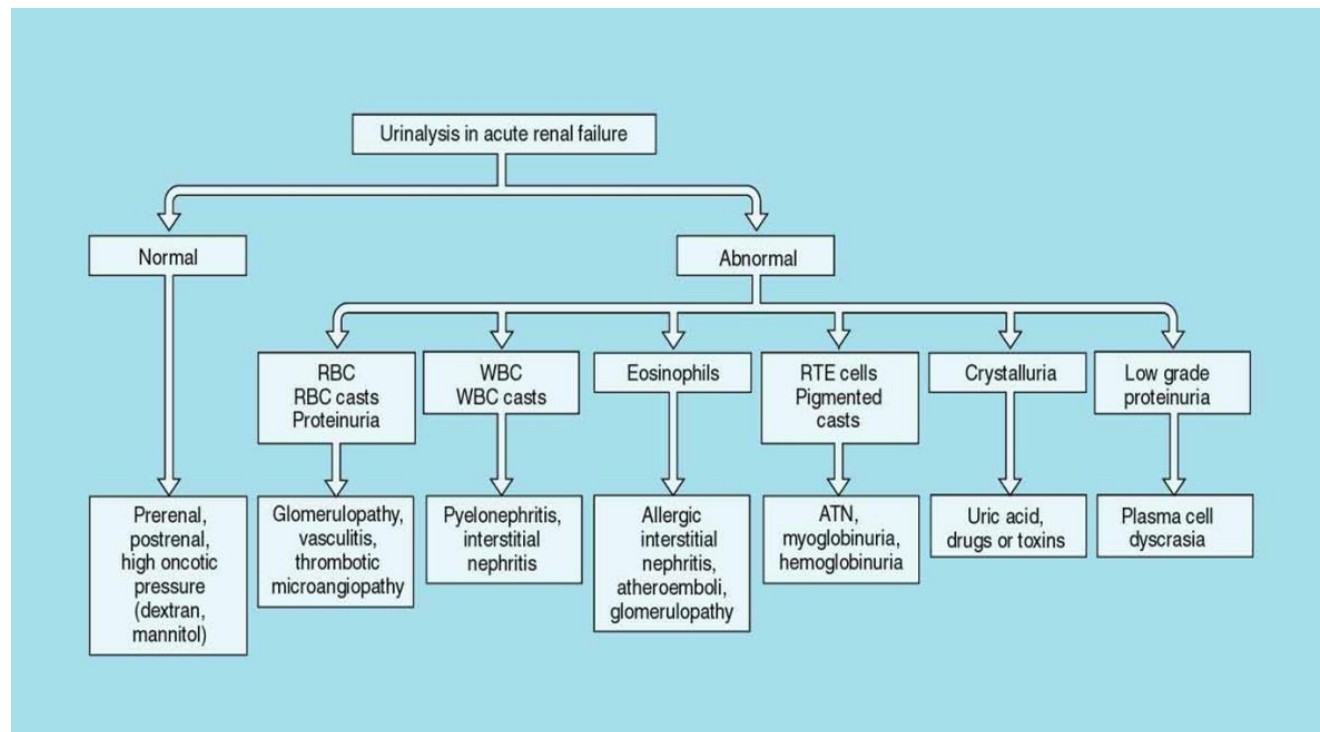 Urinalysis in acute renal failure
Normal
Abnormal
RBC
RBC casts
Proteinuria
WBC
WBC casts
Eosinophils
RTE cells
Pigmented
casts
Crystalluria
Low grade
proteinuria
Prerenal,
postrenal,
high oncotic
pressure
(dextran,
mannitol)
Glomerulopathy,
vasculitis,
thrombotic
microangiopathy
Pyelonephritis,
interstitial
nephritis
Allergic
interstitial
nephritis,
atheroemboli,
glomerulopathy
ATN,
myoglobinuria,
hemoglobinuria
Uric acid,
drugs or toxins
Plasma cell
dyscrasia